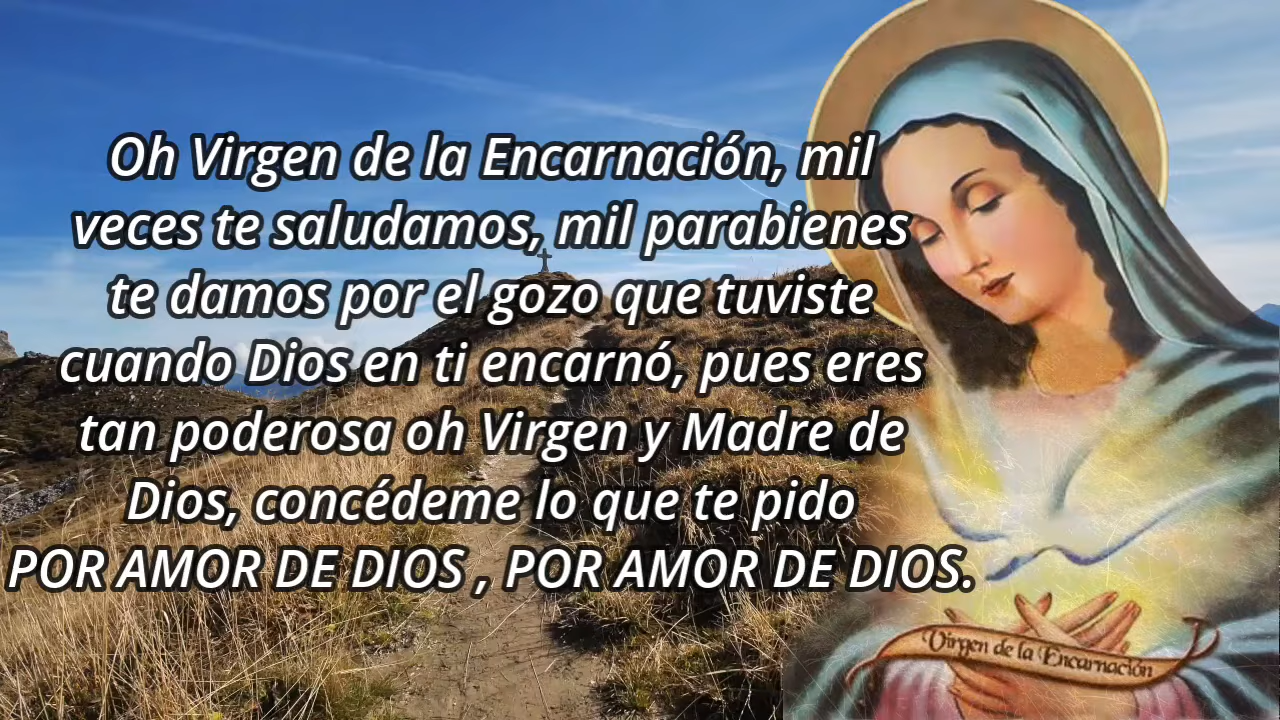 Oh Virgen de la Encarnación, mil
veces te saludamos, mil parabienes
te damos por el gozo que tuviste
cuando Dios en ti encarnó, pues eres
tan poderosa oh Virgen y Madre de
Dios, concédeme lo que te pido
POR AMOR DE DIOS , POR AMOR DE DIOS.
Virgen de la Encarnación